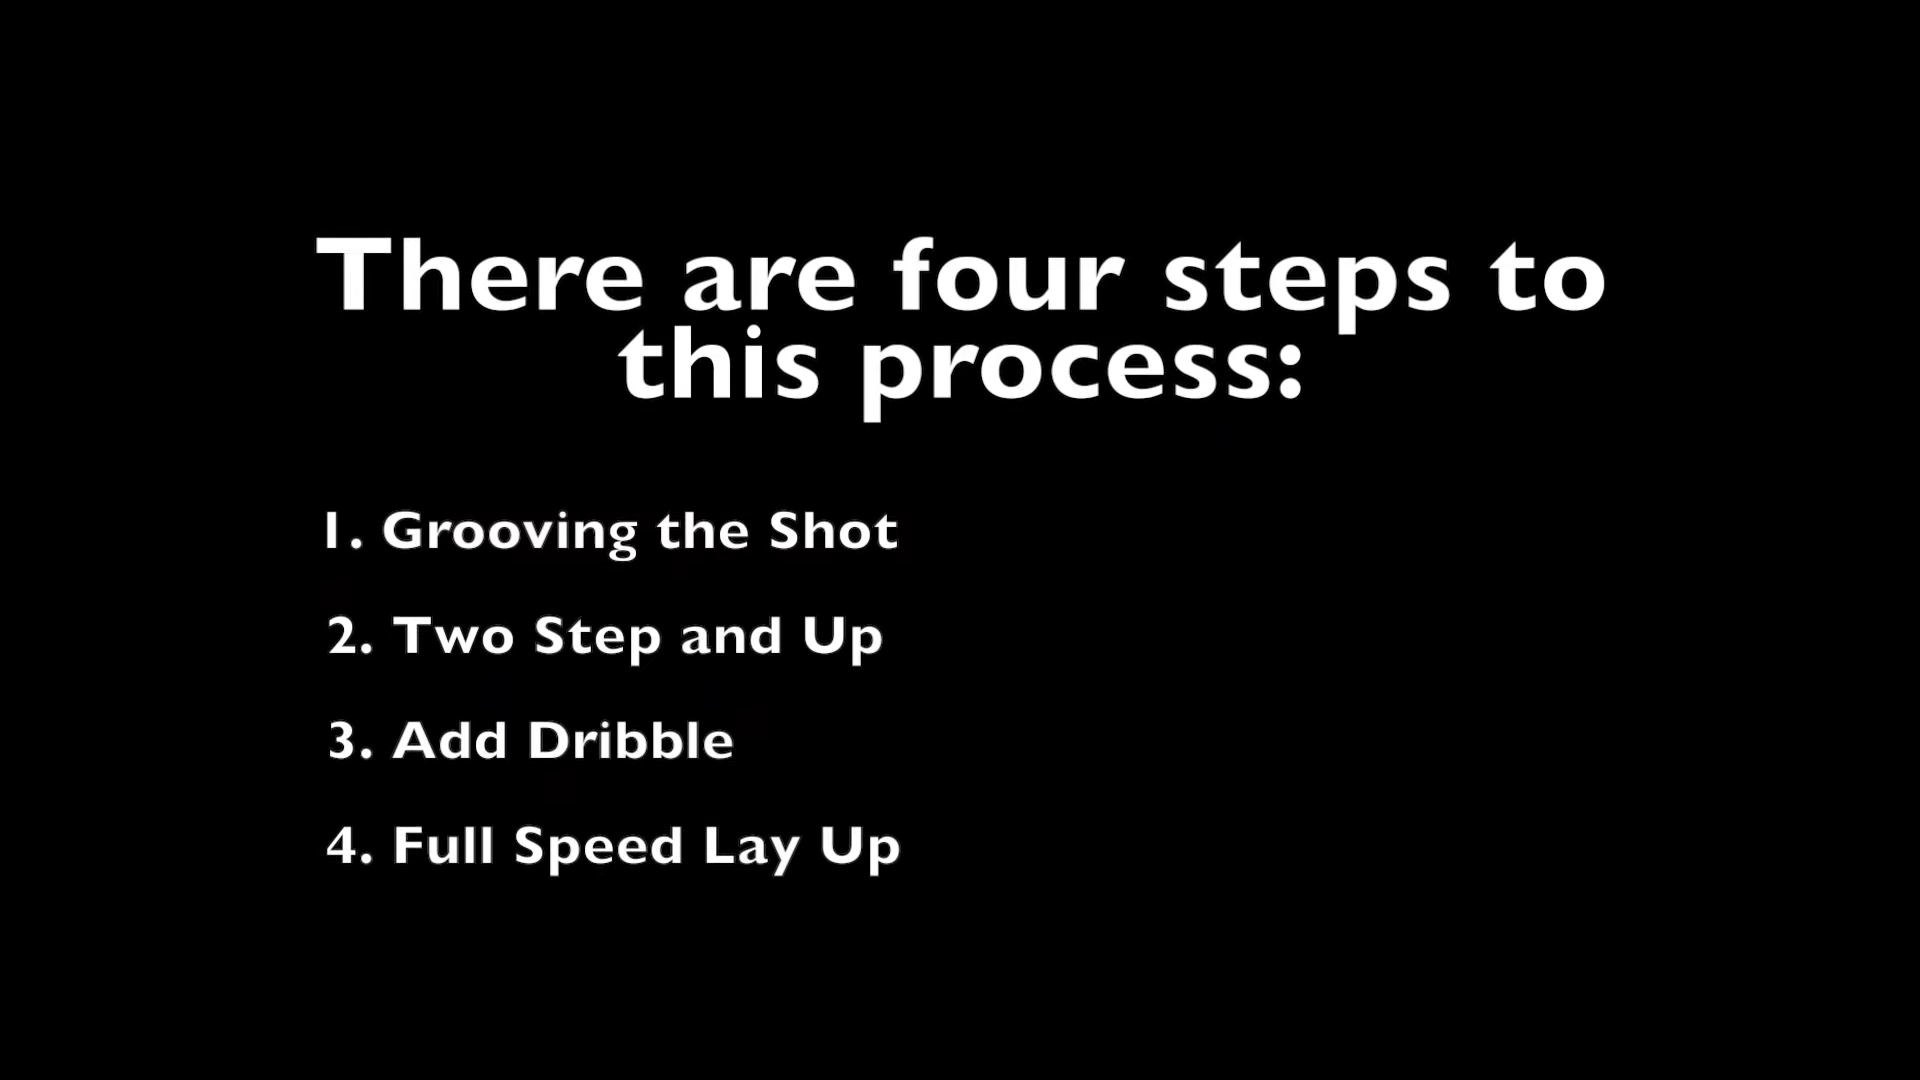 There are four steps to
this process:
1. Grooving the Shot
2. Two Step and Up
3. Add Dribble
4. Full Speed Lay Up